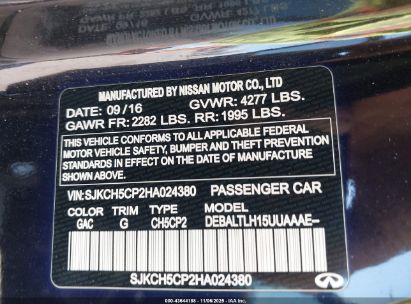 MANUFACTURED BY NISSAN MOTOR CO., LTD
DATE: 09/16 GVWR: 4277 LBS.
GAWR FR: 2282 LBS. RR: 1995 LBS.
THIS VEHICLE CONFORMS TO ALL APPLICABLE FEDERAL
MOTOR VEHICLE SAFETY, BUMPER AND THEFT PREVENTION
STANDARDS IN EFFECT ON THE DATE OF MANUFACTURE
SHOWN ABOVE.
VIN: SJKCH5CP2HA024380 PASSENGER CAR
COLOR TRIM TYPE MODEL
GAC G CH5CP2 DEBALTLH15UUAAAE-
SJKCH5CP2HA024380
INFINITI